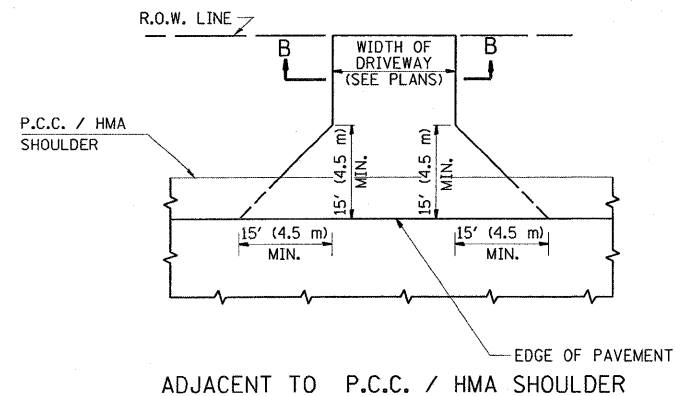 R.O.W. LINE
B
WIDTH OF
DRIVEWAY
(SEE PLANS)
B
P.C.C. / HMA
SHOULDER
15' (4.5 m)
MIN.
15' (4.5 m)
MIN.
15' (4.5 m)
MIN.
15' (4.5 m)
MIN.
EDGE OF PAVEMENT
ADJACENT TO P.C.C. / HMA SHOULDER